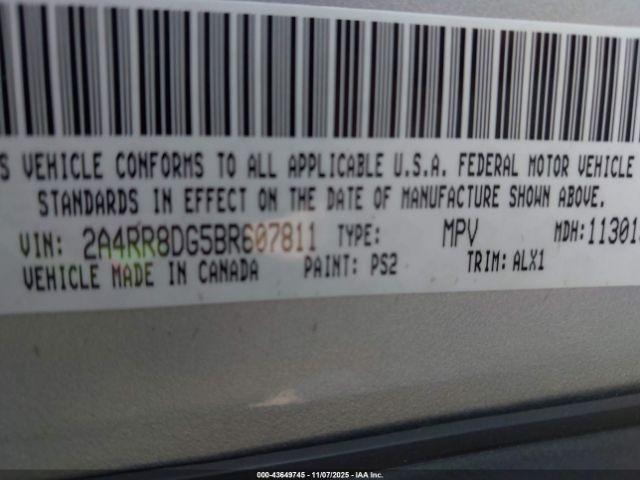 S VEHICLE CONFORMS TO ALL APPLICABLE U.S.A. FEDERAL MOTOR VEHICLE
STANDARDS IN EFFECT ON THE DATE OF MANUFACTURE SHOWN ABOVE.
VIN: 2A4RR8DG5BR607811 TYPE: MPV MDH:11301
VEHICLE MADE IN CANADA PAINT: PS2 TRIM: ALX1
000-43649745 - 11/07/2025 - IAA Inc.